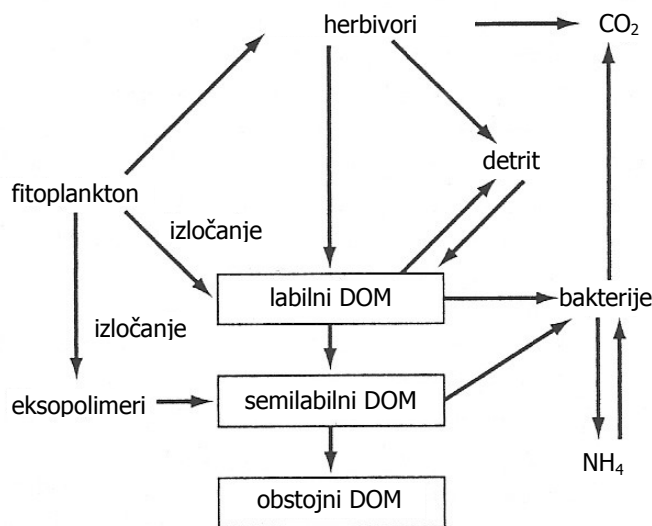 herbivori
CO₂
detrit
fitoplankton
izločanje
labilni DOM
bakterije
izločanje
eksopolimeri
semilabilni DOM
NH₄
obstojni DOM